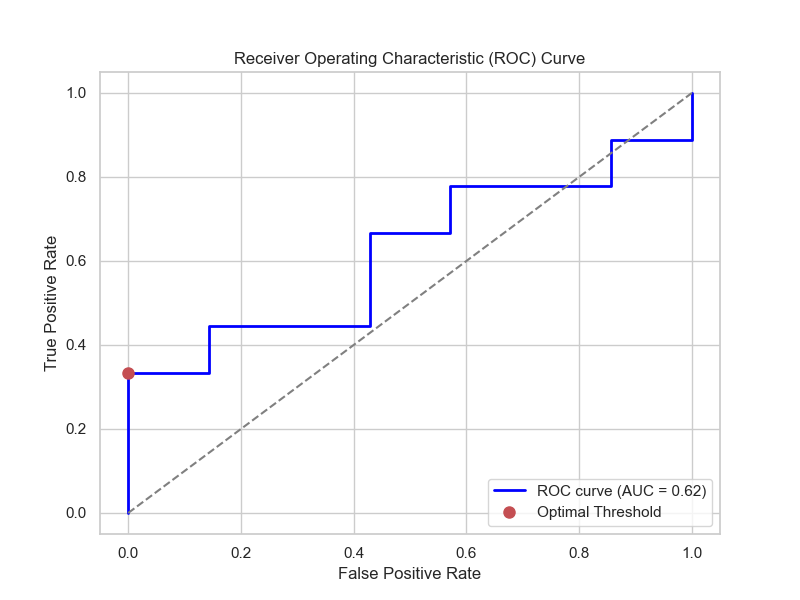 Receiver Operating Characteristic (ROC) Curve
1.0
0.8
0.6
0.4
0.2
0.0
True Positive Rate
0.0 0.2 0.4 0.6 0.8 1.0
False Positive Rate
ROC curve (AUC = 0.62)
Optimal Threshold